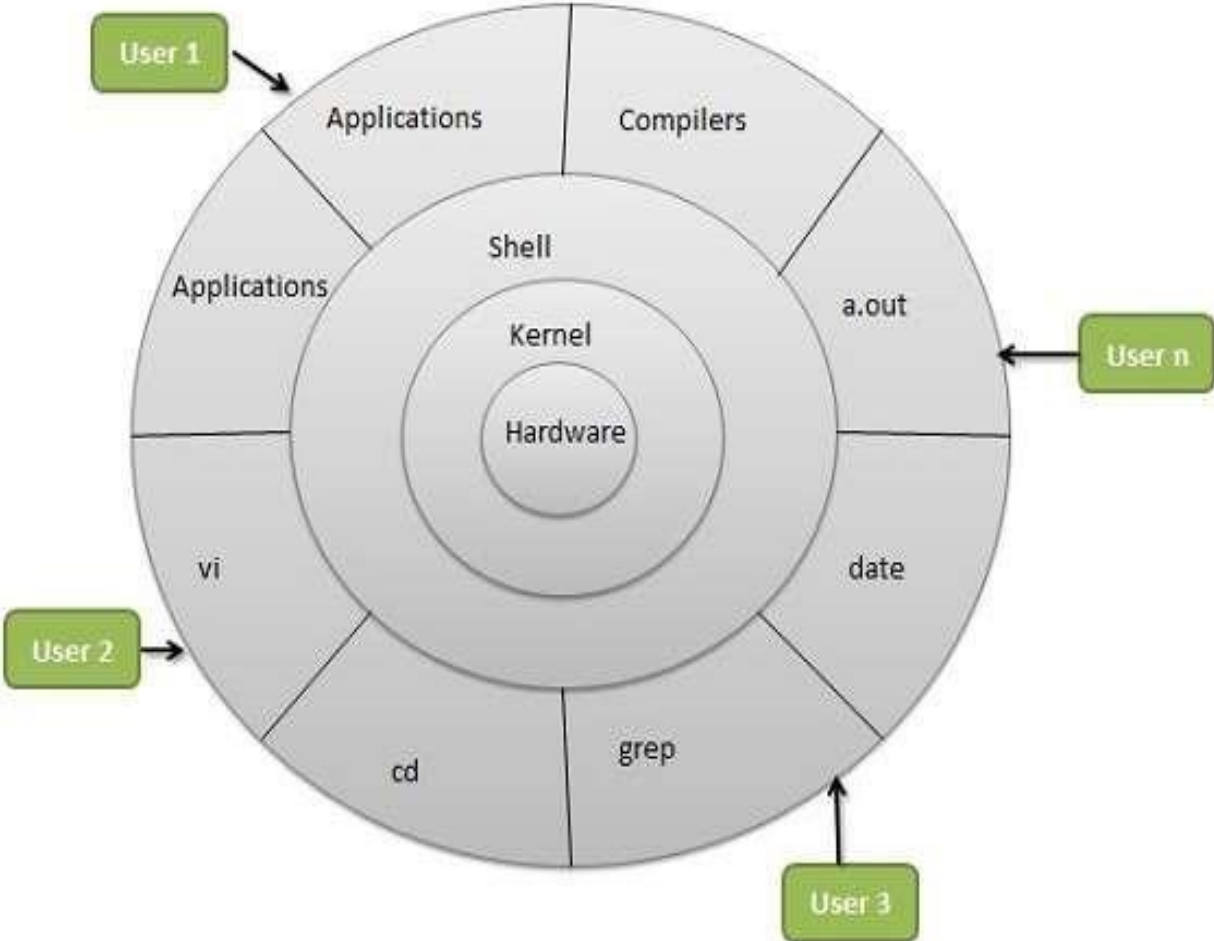 User 1
Applications
Compilers
Shell
Applications
a.out
Kernel
User n
Hardware
vi
date
User 2
grep
cd
User 3